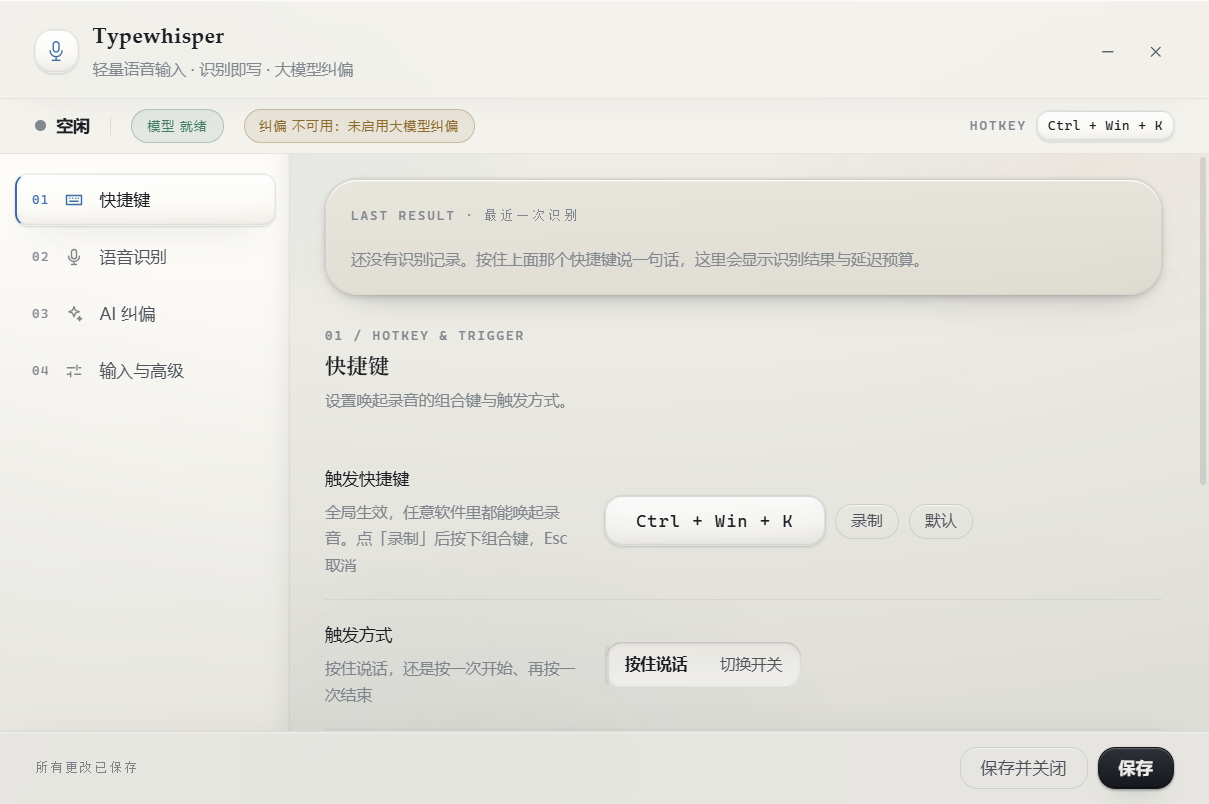 Typewhisper
轻量语音输入 · 识别即写 · 大模型纠偏
空闲
模型 就绪
纠偏 不可用：未启用大模型纠偏
HOTKEY
Ctrl + Win + K
01 快捷键
02 语音识别
03 AI 纠偏
04 输入与高级
LAST RESULT · 最近一次识别
还没有识别记录。按住上面那个快捷键说一句话，这里会显示识别结果与延迟预算。
01 / HOTKEY & TRIGGER
快捷键
设置唤起录音的组合键与触发方式。
触发快捷键
全局生效，任意软件里都能唤起录
音。点「录制」后按下组合键，Esc
取消
Ctrl + Win + K
录制
默认
触发方式
按住说话，还是按一次开始、再按一
次结束
按住说话
切换开关
所有更改已保存
保存并关闭
保存